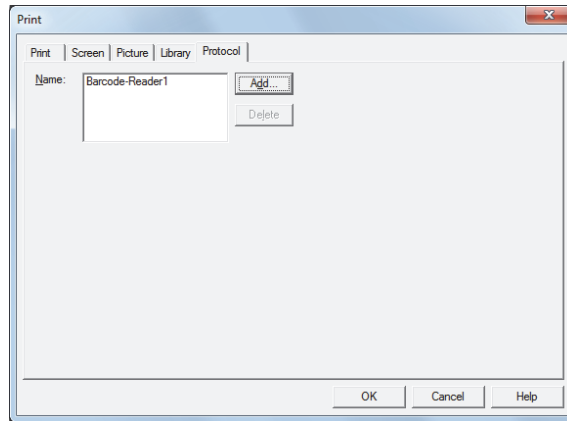 Print
Print Screen Picture Library Protocol
Name: Barcode-Reader1 Add...
Delete
OK Cancel Help